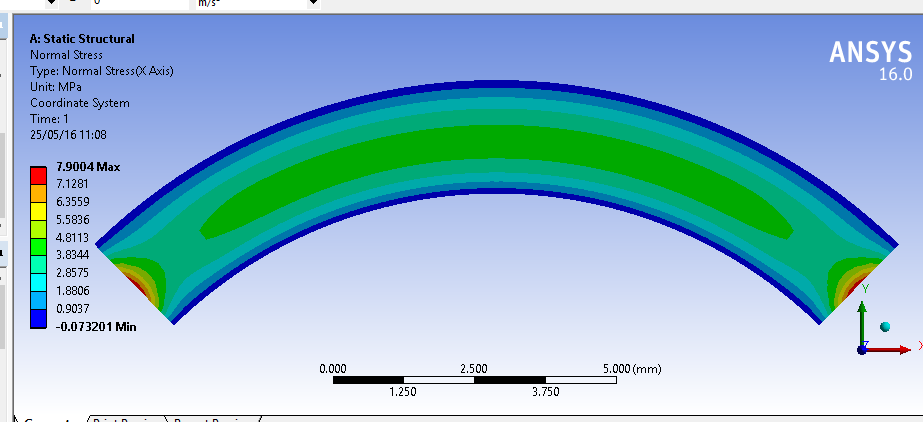 0
m/s²
A: Static Structural
Normal Stress
Type: Normal Stress(X Axis)
Unit: MPa
Coordinate System
Time: 1
25/05/16 11:08
ANSYS
16.0
7.9004 Max
7.1281
6.3559
5.5836
4.8113
3.8344
2.8575
1.8806
0.9037
-0.073201 Min
Y
Z
X
0.000 2.500 5.000 (mm)
1.250 3.750